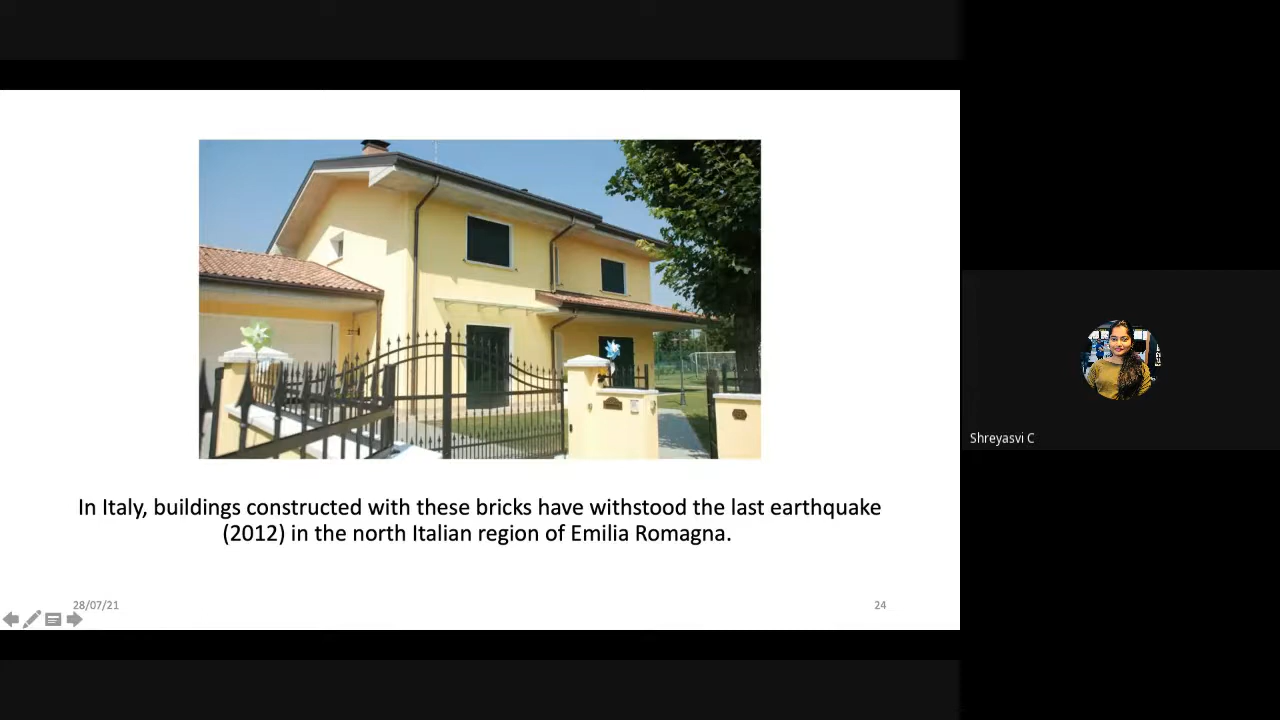 In Italy, buildings constructed with these bricks have withstood the last earthquake
(2012) in the north Italian region of Emilia Romagna.
28/07/21
24
Shreyasvi C